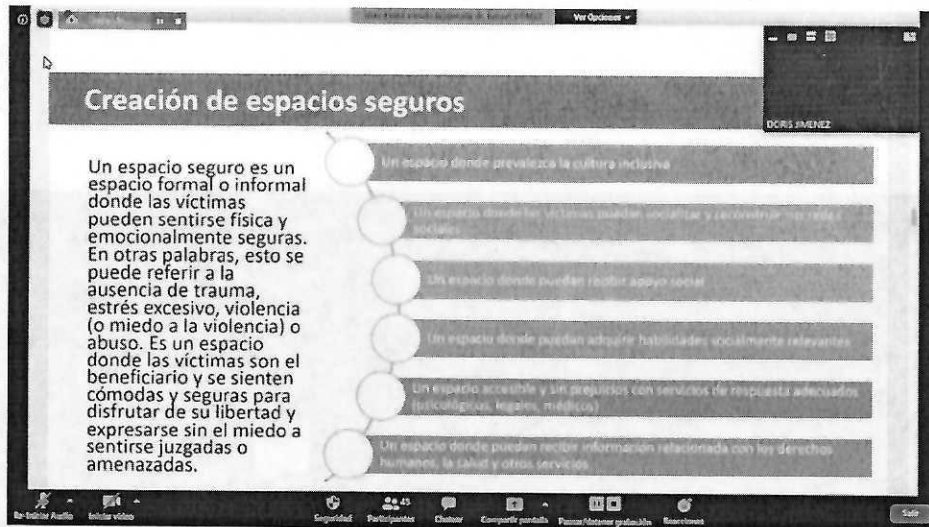 Ver Opciones
DORIS JIMENEZ
Creación de espacios seguros
Un espacio seguro es un
espacio formal o informal
donde las víctimas
pueden sentirse física y
emocionalmente seguras.
En otras palabras, esto se
puede referir a la
ausencia de trauma,
estrés excesivo, violencia
(o miedo a la violencia) o
abuso. Es un espacio
donde las víctimas son el
beneficiario y se sienten
cómodas y seguras para
disfrutar de su libertad y
expresarse sin el miedo a
sentirse juzgadas o
amenazadas.
Un espacio donde prevalezca la cultura inclusiva
Un espacio donde las víctimas puedan socializar y reconstruir sus redes
sociales
Un espacio donde puedan recibir apoyo social
Un espacio donde puedan adquirir habilidades socialmente relevantes
Un espacio accesible y sin prejuicios con servicios de respuesta adecuados
(psicológicos, legales, médicos)
Un espacio donde puedan recibir información relacionada con los derechos
humanos, la salud y otros servicios
Iniciar video
Seguridad
45
Participantes
Chatear
Compartir pantalla
Pausar/detener grabación
Reacciones
Salir